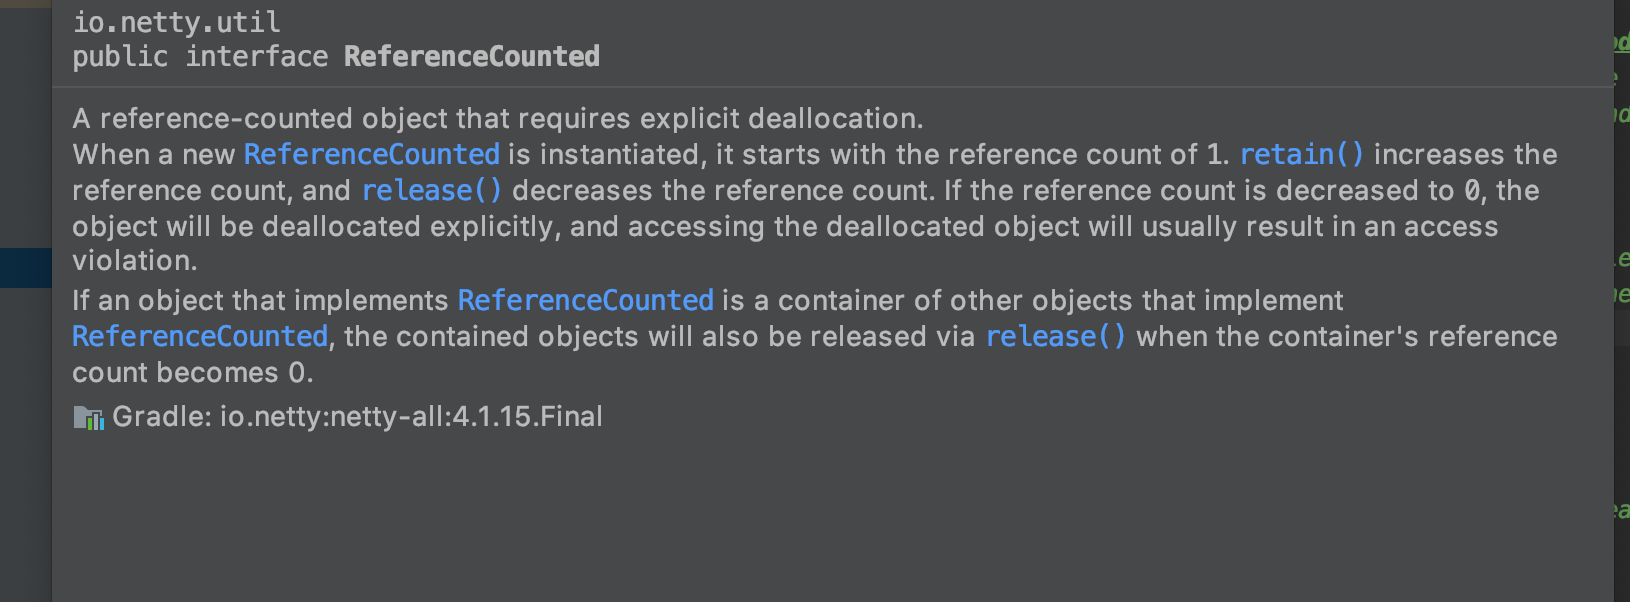 io.netty.util
public interface ReferenceCounted
A reference-counted object that requires explicit deallocation.
When a new ReferenceCounted is instantiated, it starts with the reference count of 1. retain() increases the
reference count, and release() decreases the reference count. If the reference count is decreased to 0, the
object will be deallocated explicitly, and accessing the deallocated object will usually result in an access
violation.
If an object that implements ReferenceCounted is a container of other objects that implement
ReferenceCounted, the contained objects will also be released via release() when the container's reference
count becomes 0.
Gradle: io.netty:netty-all:4.1.15.Final